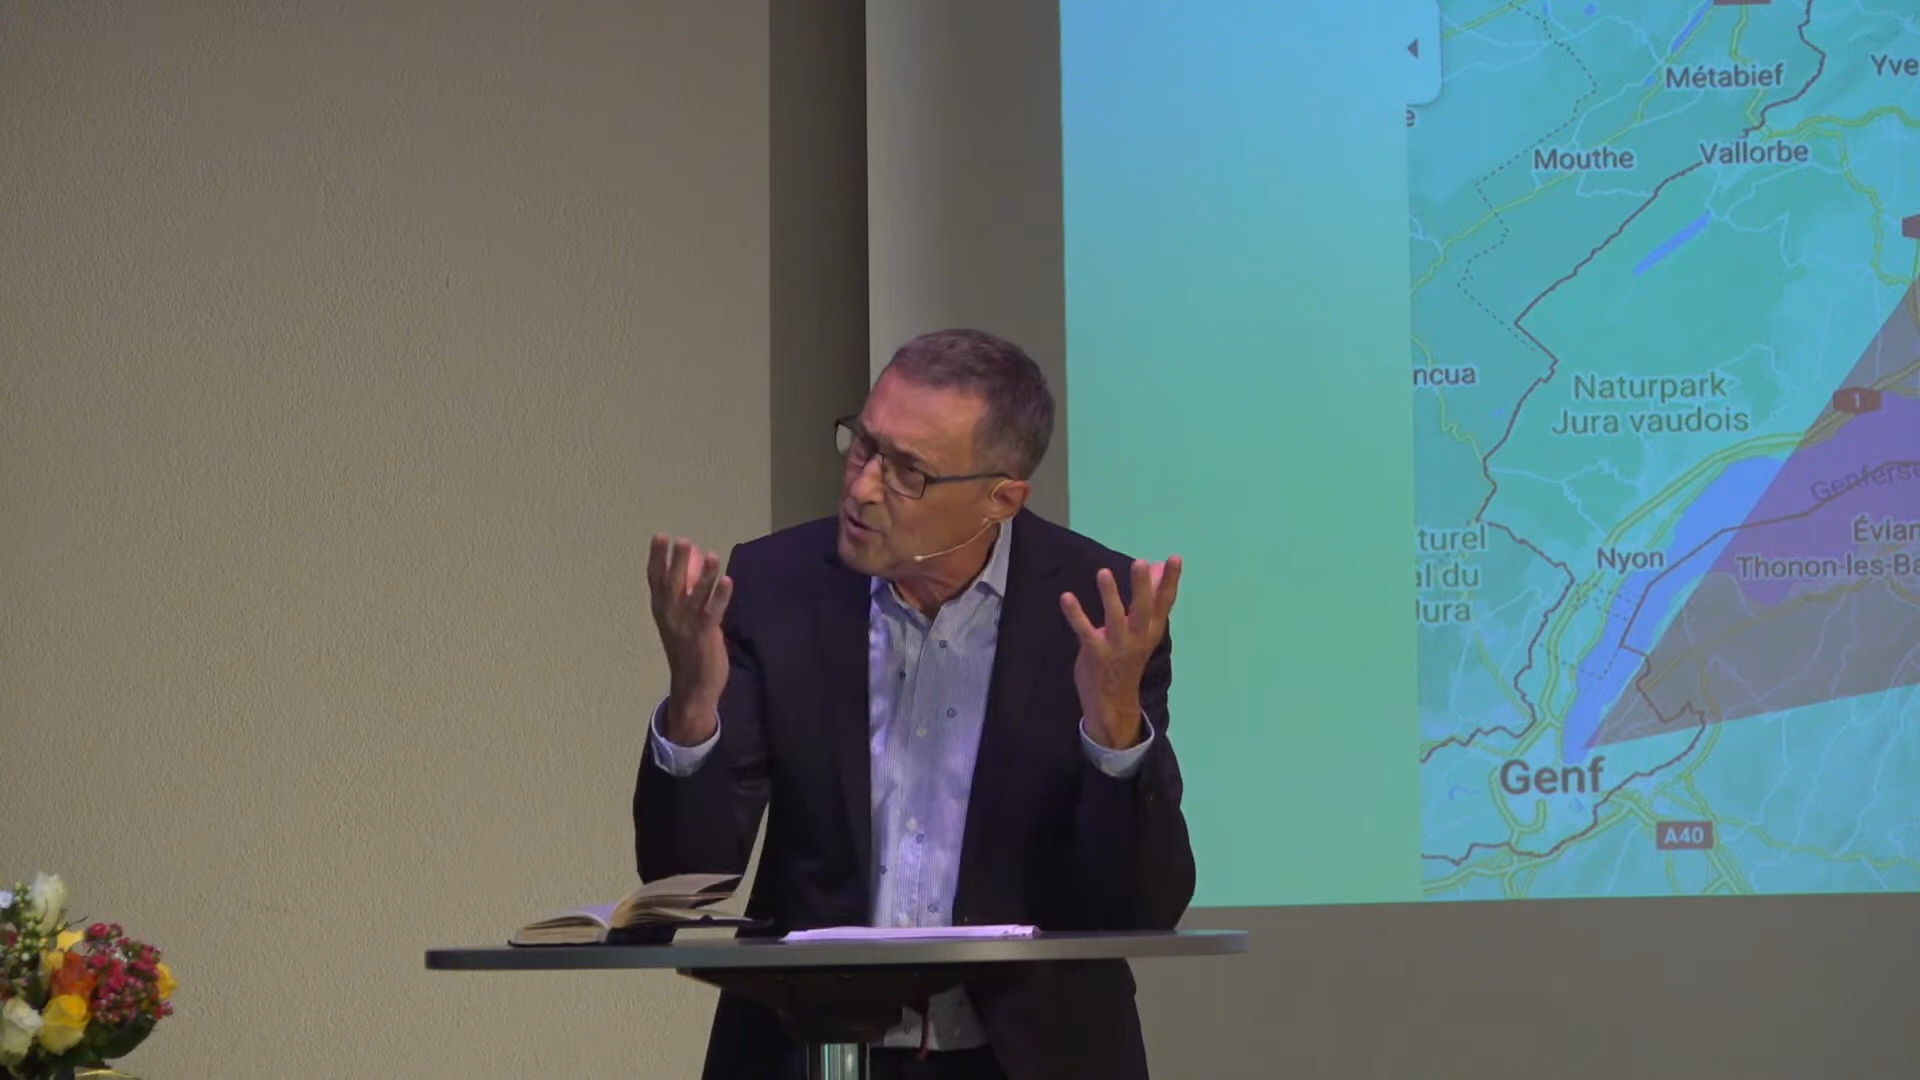 Métabief
Yve
e
Mouthe
Vallorbe
ncua
Naturpark
Jura vaudois
1
Genferse
Évian
turel
al du
Jura
Nyon
Thonon-les-Ba
Genf
A40